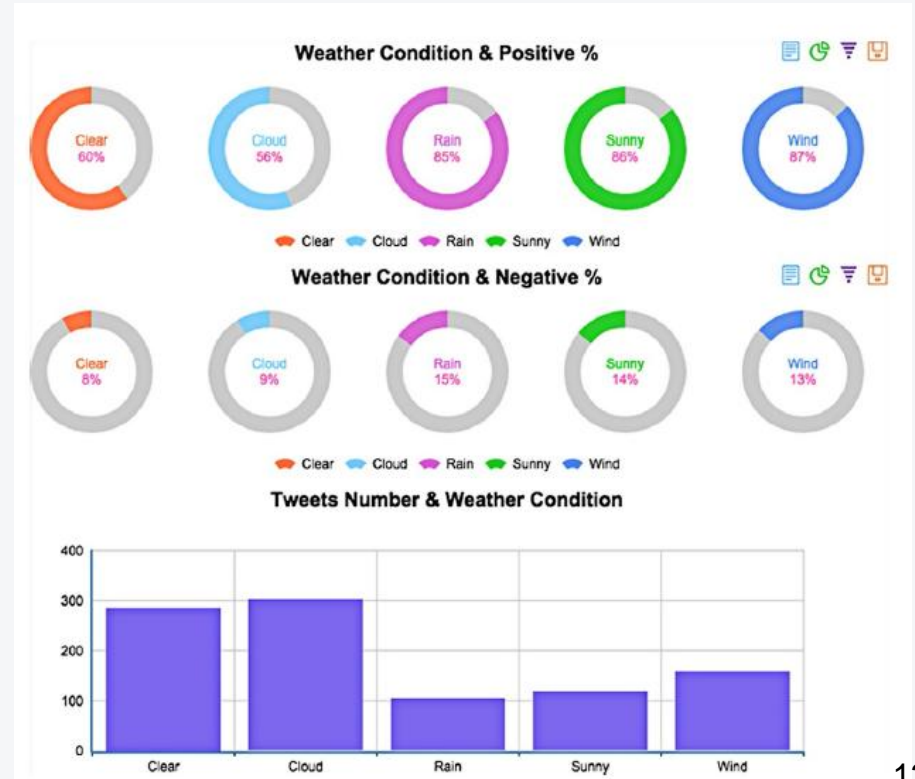 Weather Condition & Positive %
Clear 60%
Cloud 56%
Rain 85%
Sunny 86%
Wind 87%
Clear Cloud Rain Sunny Wind
Weather Condition & Negative %
Clear 8%
Cloud 9%
Rain 15%
Sunny 14%
Wind 13%
Clear Cloud Rain Sunny Wind
Tweets Number & Weather Condition
400
300
200
100
0
Clear Cloud Rain Sunny Wind